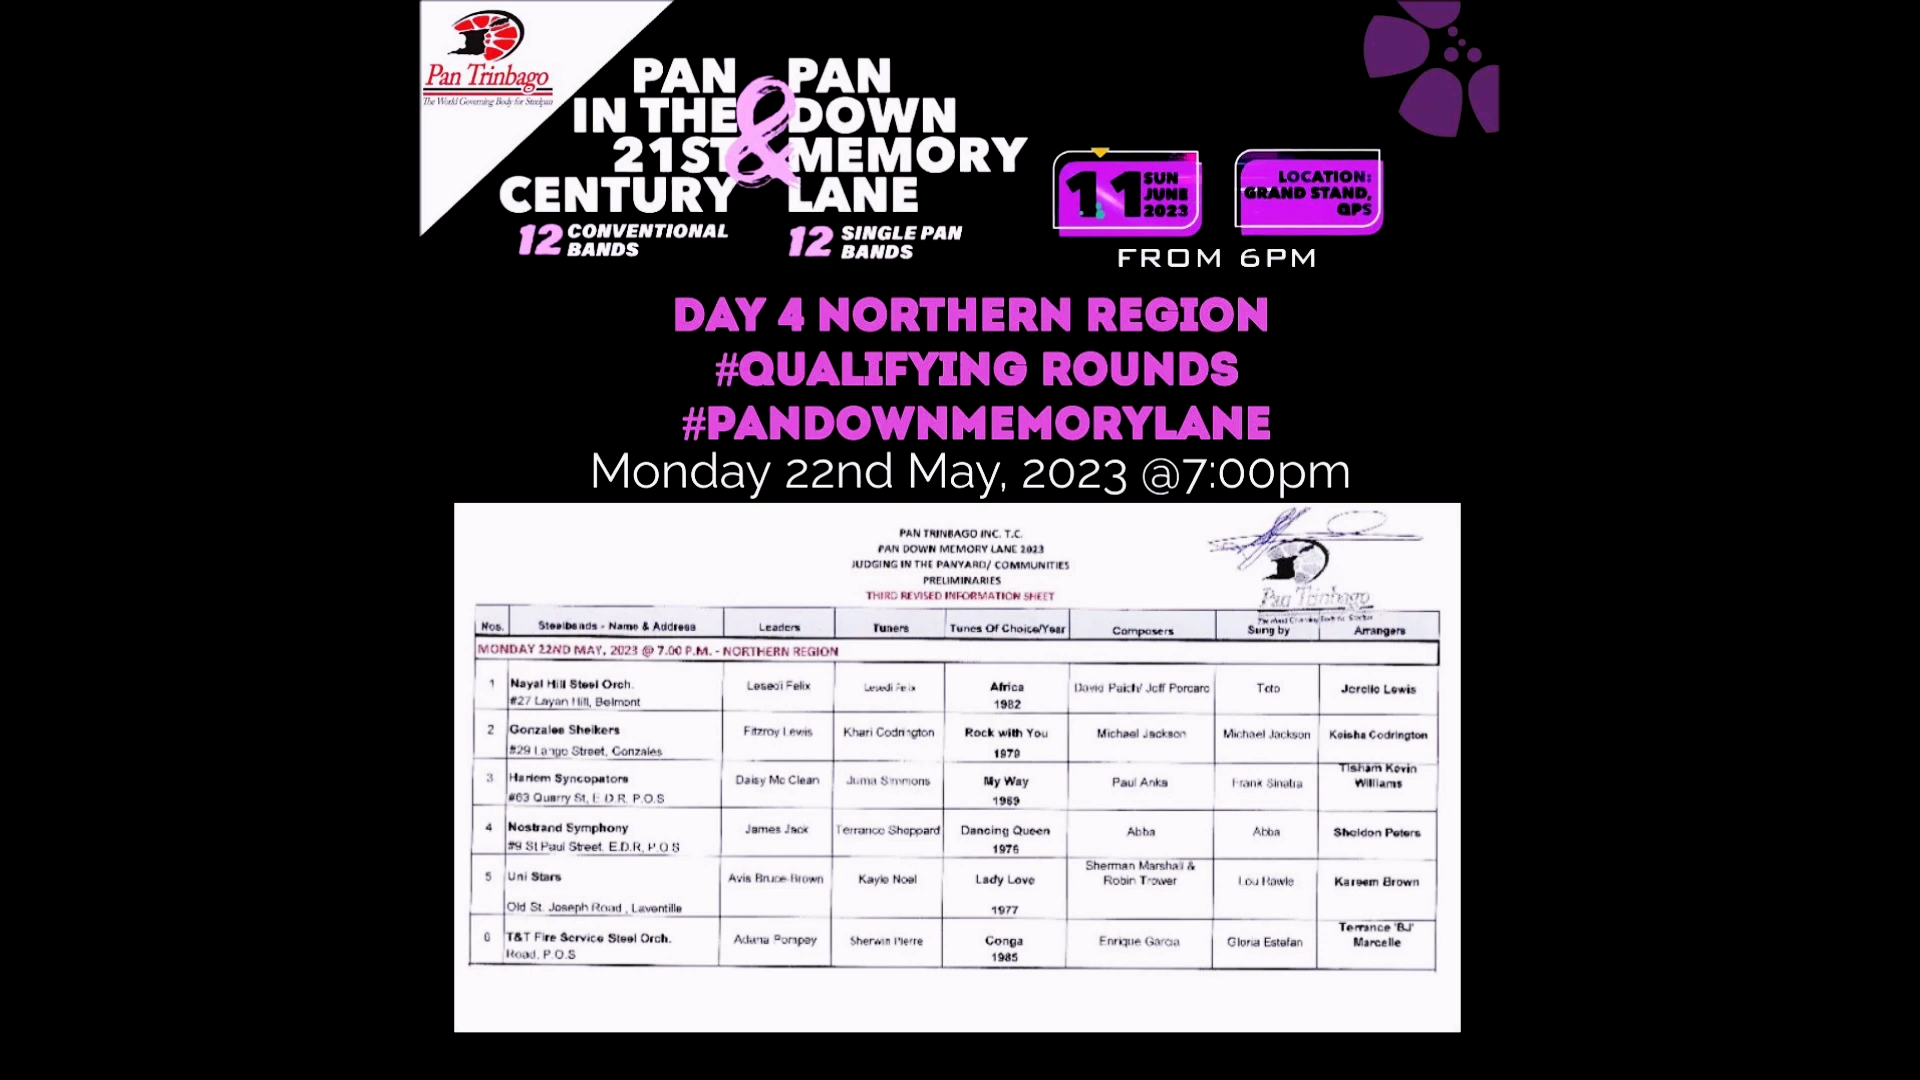 Pan Trinbago
The World Governing Body for Steelpan
PAN IN THE 21ST CENTURY
&
PAN DOWN MEMORY LANE
12 CONVENTIONAL BANDS
12 SINGLE PAN BANDS
11 SUN JUNE 2023
LOCATION: GRAND STAND, QPS
FROM 6PM
DAY 4 NORTHERN REGION
#QUALIFYING ROUNDS
#PANDOWNMEMORYLANE
Monday 22nd May, 2023 @7:00pm
PAN TRINBAGO INC. T.C.
PAN DOWN MEMORY LANE 2023
JUDGING IN THE PANYARD/ COMMUNITIES
PRELIMINARIES
THIRD REVISED INFORMATION SHEET
Pan Trinbago
Nos. Steelbands - Name & Address Leaders Tuners Tunes Of Choice/Year Composers Sung by Arrangers
MONDAY 22ND MAY, 2023 @ 7.00 P.M. - NORTHERN REGION
1 Nayal Hill Steel Orch. Lesedi Felix Lesedi Felix Africa David Paich/ Jeff Porcaro Toto Jerelle Lewis
#27 Layan Hill, Belmont 1982
2 Gonzales Sheikers Fitzroy Lewis Khari Codrington Rock with You Michael Jackson Michael Jackson Keisha Codrington
#29 Lange Street, Gonzales 1979
3 Harlem Syncopators Daisy Mc Clean Juma Simmons My Way Paul Anka Frank Sinatra Tisham Kevin Williams
#63 Quarry St, E.D.R. P.O.S 1969
4 Nostrand Symphony James Jack Terrance Sheppard Dancing Queen Abba Abba Sheldon Peters
#9 St Paul Street, E.D.R, P.O.S 1976
5 Uni Stars Avis Bruce-Brown Kayle Noel Lady Love Sherman Marshall & Robin Trower Lou Rawle Kareem Brown
Old St. Joseph Road , Laventille 1977
6 T&T Fire Service Steel Orch. Adana Pompey Sherwin Pierre Conga Enrique Garcia Gloria Estefan Terrance 'BJ' Marcelle
Road, P.O.S 1985